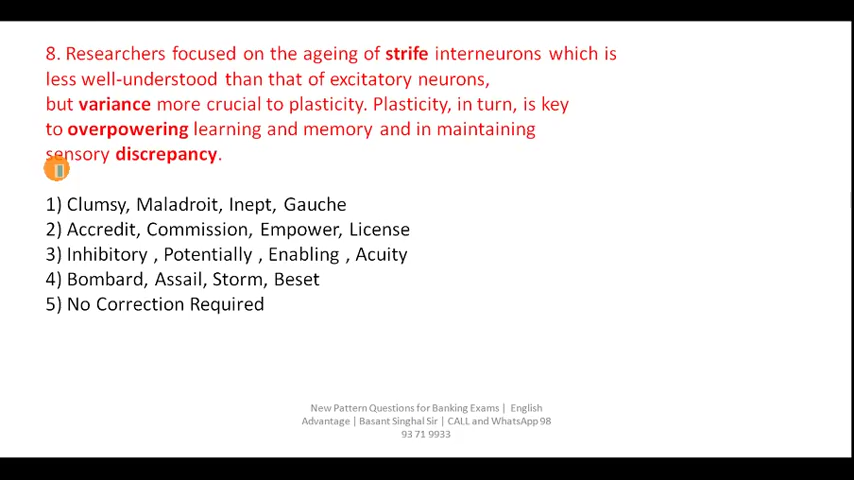 8. Researchers focused on the ageing of strife interneurons which is
less well-understood than that of excitatory neurons,
but variance more crucial to plasticity. Plasticity, in turn, is key
to overpowering learning and memory and in maintaining
sensory discrepancy.
1) Clumsy, Maladroit, Inept, Gauche
2) Accredit, Commission, Empower, License
3) Inhibitory , Potentially , Enabling , Acuity
4) Bombard, Assail, Storm, Beset
5) No Correction Required
New Pattern Questions for Banking Exams | English
Advantage | Basant Singhal Sir | CALL and WhatsApp 98
93 71 9933